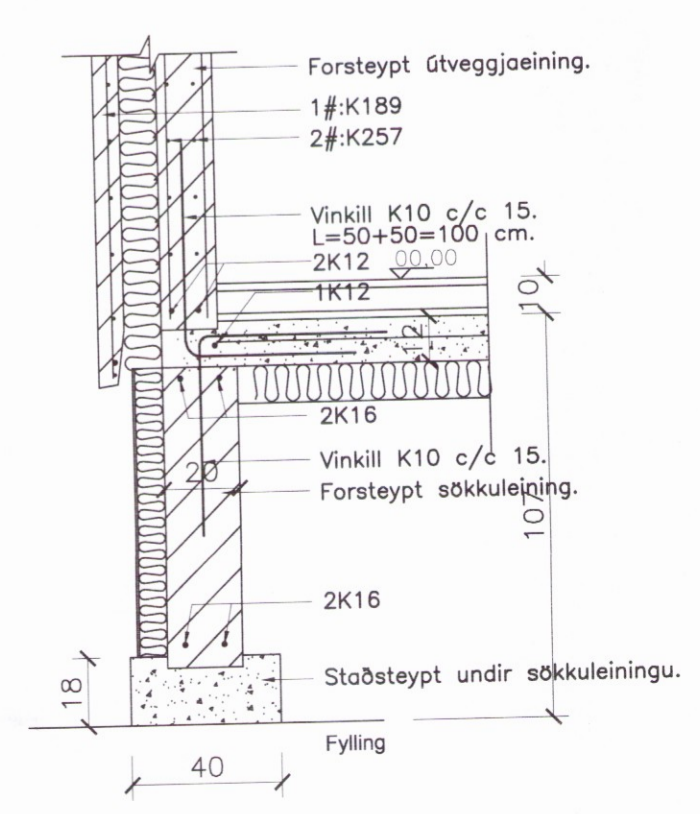 Forsteypt útveggjaeining.
1#:K189
2#:K257
Vinkill K10 c/c 15.
L=50+50=100 cm.
2K12
00,00
10
1K12
12
2K16
Vinkill K10 c/c 15.
20
Forsteypt sökkuleining.
107
2K16
Staðsteypt undir sökkuleiningu.
18
Fylling
40